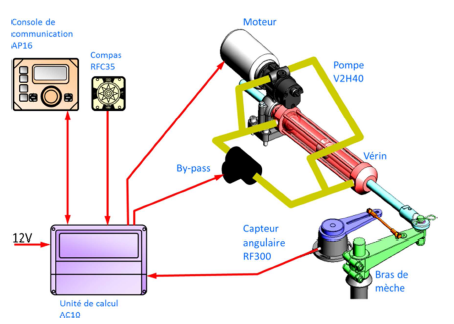 Console de
communication
AP16
Compas
RFC35
Moteur
Pompe
V2H40
By-pass
Vérin
12V
Capteur
angulaire
RF300
Bras de
mèche
Unité de calcul
AC10